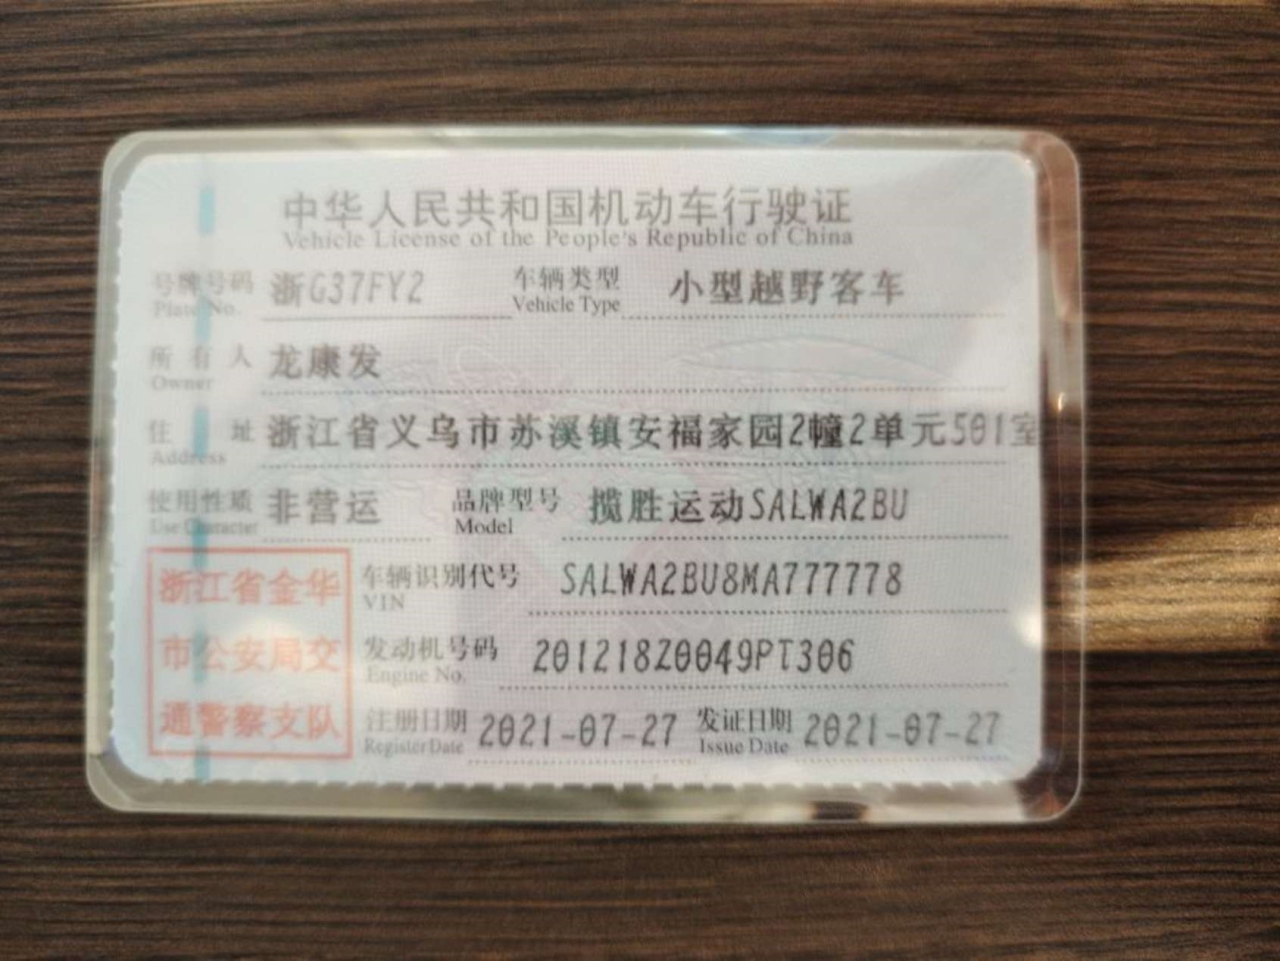 中华人民共和国机动车行驶证
Vehicle License of the People's Republic of China
号牌号码 浙G37FY2 车辆类型 小型越野客车
Plate No. Vehicle Type
所有人 龙康发
Owner
住址 浙江省义乌市苏溪镇安福家园2幢2单元501室
Address
使用性质 非营运 品牌型号 揽胜运动SALWA2BU
Use Character Model
浙江省金华 车辆识别代号 SALWA2BU8MA777778
VIN
市公安局交 发动机号码 201218Z0049PT306
Engine No.
通警察支队 注册日期 2021-07-27 发证日期 2021-07-27
Register Date Issue Date